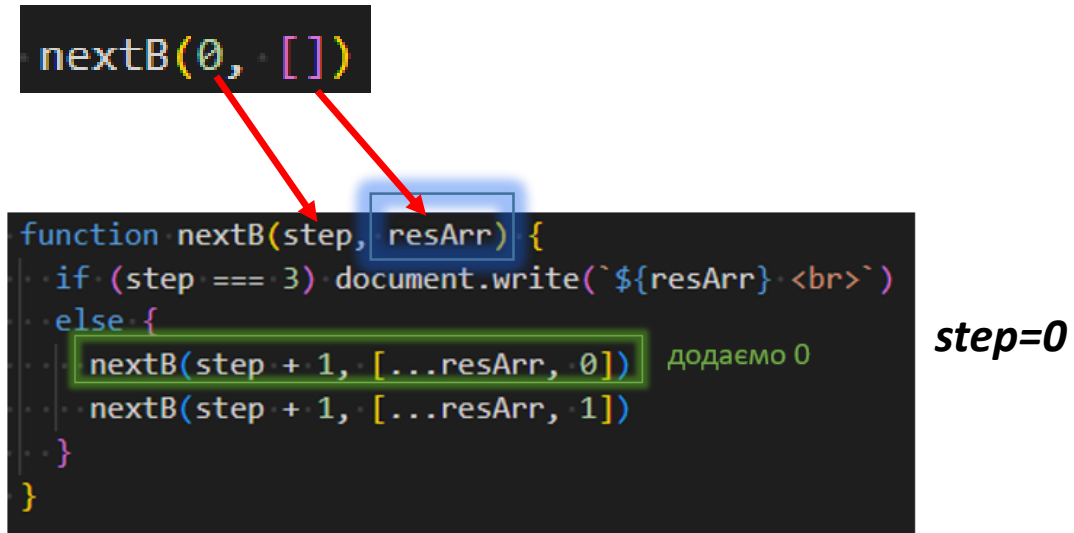 nextB(0, [])
function nextB(step, resArr) {
if (step === 3) document.write(`${resArr} <br>`)
else {
nextB(step + 1, [...resArr, 0]) додаємо 0
nextB(step + 1, [...resArr, 1])
}
}
step=0